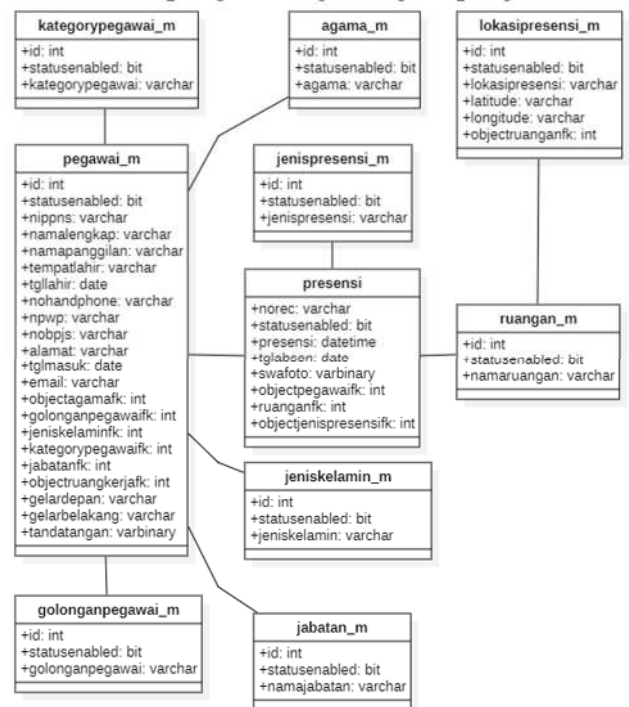 kategorypegawai_m
+id: int
+statusenabled: bit
+kategorypegawai: varchar
agama_m
+id: int
+statusenabled: bit
+agama: varchar
lokasipresensi_m
+id: int
+statusenabled: bit
+lokasipresensi: varchar
+latitude: varchar
+longitude: varchar
+objectruanganfk: int
pegawai_m
+id: int
+statusenabled: bit
+nippns: varchar
+namalengkap: varchar
+namapanggilan: varchar
+tempatlahir: varchar
+tgllahir: date
+nohandphone: varchar
+npwp: varchar
+nobpjs: varchar
+alamat: varchar
+tglmasuk: date
+email: varchar
+objectagamafk: int
+golonganpegawaifk: int
+jeniskelaminfk: int
+kategorypegawaifk: int
+jabatanfk: int
+objectruangkerjafk: int
+gelardepan: varchar
+gelarbelakang: varchar
+tandatangan: varbinary
jenispresensi_m
+id: int
+statusenabled: bit
+jenispresensi: varchar
presensi
+norec: varchar
+statusenabled: bit
+presensi: datetime
+tglabsen: date
+swafoto: varbinary
+objectpegawaifk: int
+ruanganfk: int
+objectjenispresensifk: int
ruangan_m
+id: int
+statusenabled: bit
+namaruangan: varchar
jeniskelamin_m
+id: int
+statusenabled: bit
+jeniskelamin: varchar
golonganpegawai_m
+id: int
+statusenabled: bit
+golonganpegawai: varchar
jabatan_m
+id: int
+statusenabled: bit
+namajabatan: varchar